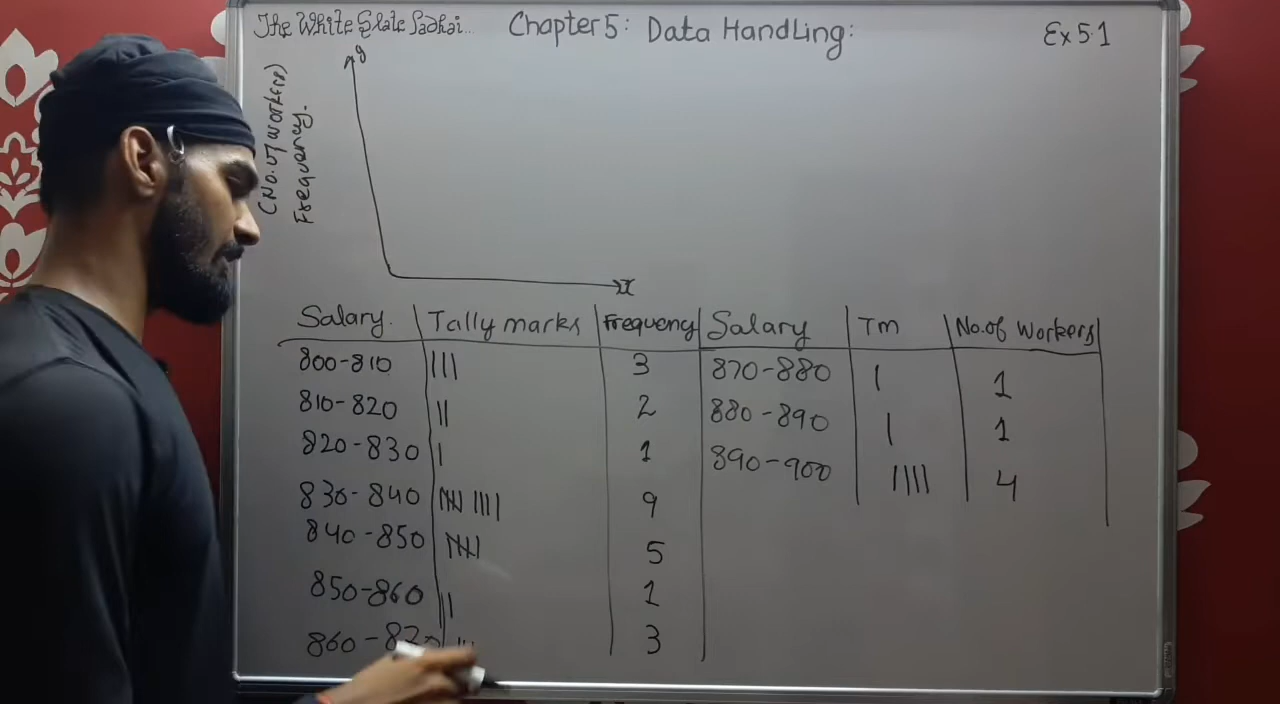 The White Slate Padhai...
Chapter 5: Data Handling:
Ex 5.1
y
(No. of workers)
Frequency.
x
Salary. Tally marks Frequency Salary Tm No. of workers
800-810 ||| 3 870-880 | 1
810-820 || 2 880-890 | 1
820-830 | 1 890-900 |||| 4
830-840 𝍸 |||| 9
840-850 𝍸 5
850-860 | 1
860-870 ||| 3